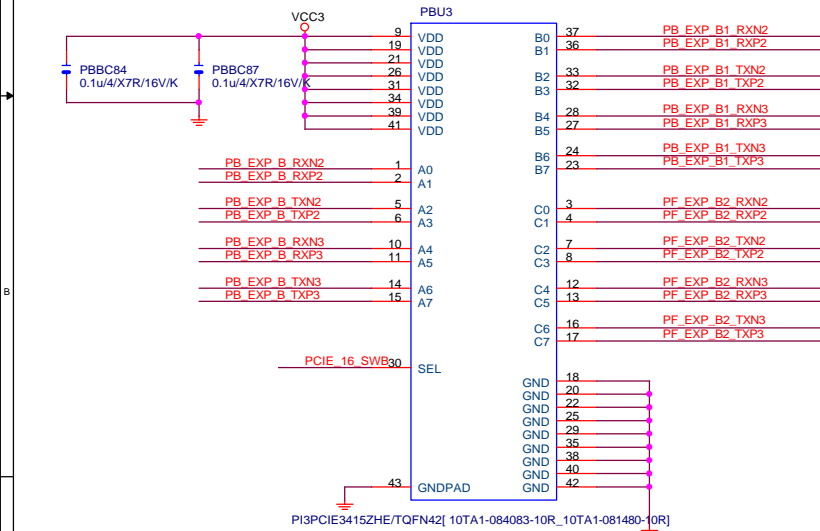 PBU3
VCC3
PBBC84
0.1u/4/X7R/16V/K
PBBC87
0.1u/4/X7R/16V/K
9 VDD
19 VDD
21 VDD
26 VDD
31 VDD
34 VDD
39 VDD
41 VDD
PB_EXP_B_RXN2 1 A0
PB_EXP_B_RXP2 2 A1
PB_EXP_B_TXN2 5 A2
PB_EXP_B_TXP2 6 A3
PB_EXP_B_RXN3 10 A4
PB_EXP_B_RXP3 11 A5
PB_EXP_B_TXN3 14 A6
PB_EXP_B_TXP3 15 A7
PCIE_16_SWB 30 SEL
43 GNDPAD
B0 37 PB_EXP_B1_RXN2
B1 36 PB_EXP_B1_RXP2
B2 33 PB_EXP_B1_TXN2
B3 32 PB_EXP_B1_TXP2
B4 28 PB_EXP_B1_RXN3
B5 27 PB_EXP_B1_RXP3
B6 24 PB_EXP_B1_TXN3
B7 23 PB_EXP_B1_TXP3
C0 3 PF_EXP_B2_RXN2
C1 4 PF_EXP_B2_RXP2
C2 7 PF_EXP_B2_TXN2
C3 8 PF_EXP_B2_TXP2
C4 12 PF_EXP_B2_RXN3
C5 13 PF_EXP_B2_RXP3
C6 16 PF_EXP_B2_TXN3
C7 17 PF_EXP_B2_TXP3
GND 18
GND 20
GND 22
GND 25
GND 29
GND 35
GND 38
GND 40
GND 42
B
PI3PCIE3415ZHE/TQFN42[ 10TA1-084083-10R_10TA1-081480-10R]